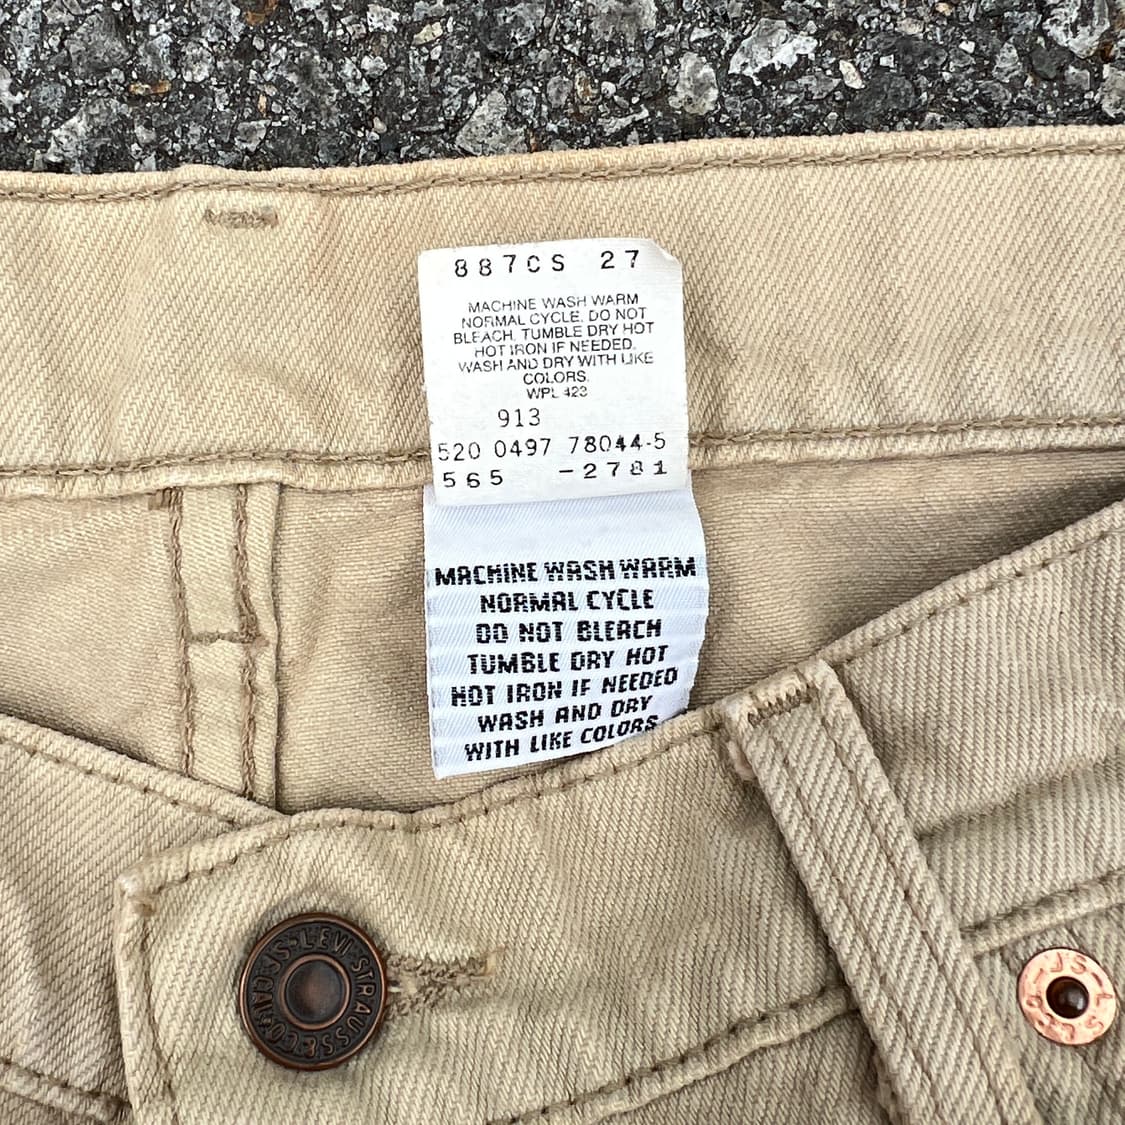 887CS 27
MACHINE WASH WARM
NORMAL CYCLE. DO NOT
BLEACH. TUMBLE DRY HOT
HOT IRON IF NEEDED.
WASH AND DRY WITH LIKE
COLORS.
WPL 423
913
520 0497 78044-5
565 -2781
MACHINE WASH WARM
NORMAL CYCLE
DO NOT BLEACH
TUMBLE DRY HOT
HOT IRON IF NEEDED
WASH AND DRY
WITH LIKE COLORS
LEVI STRAUSS & CO
S.F. CAL